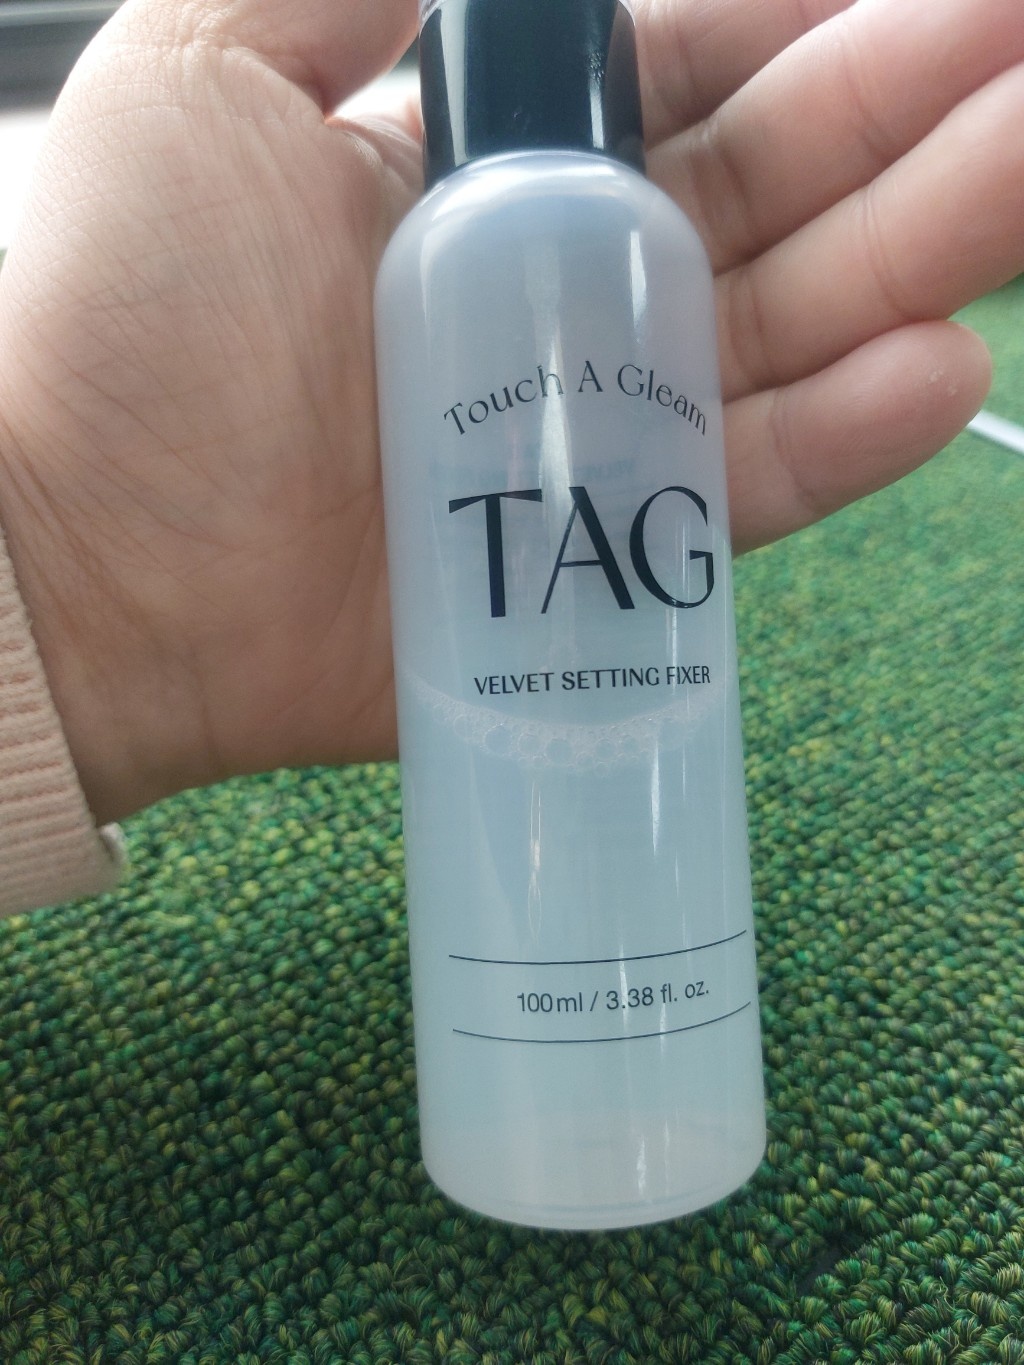 Touch A Gleam
TAG
VELVET SETTING FIXER
100ml / 3.38 fl. oz.